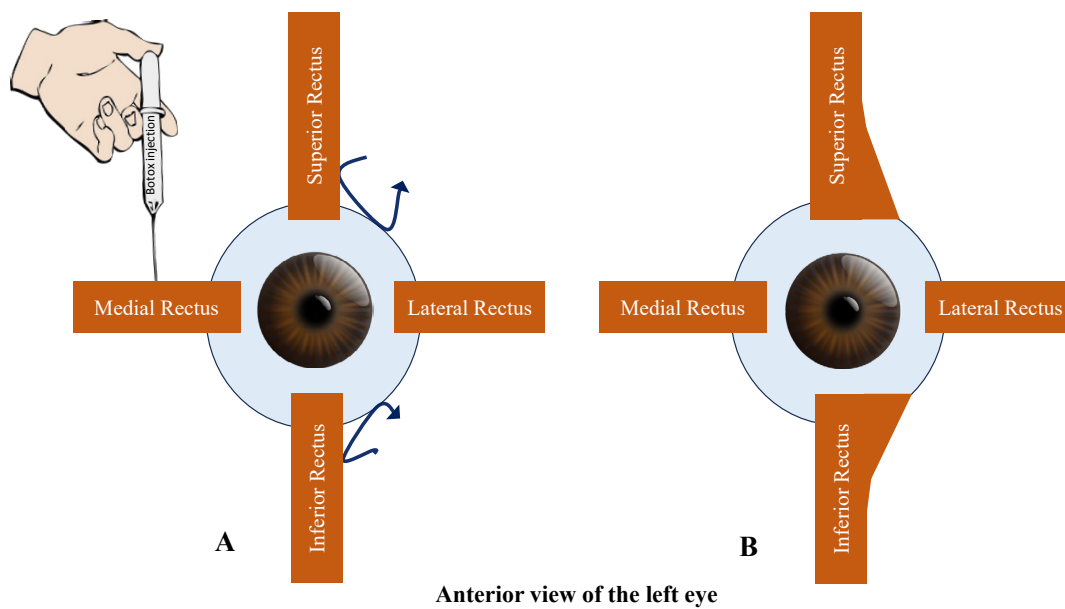 Botox injection
Superior Rectus
Medial Rectus
Lateral Rectus
Inferior Rectus
A
Superior Rectus
Medial Rectus
Lateral Rectus
Inferior Rectus
B
Anterior view of the left eye